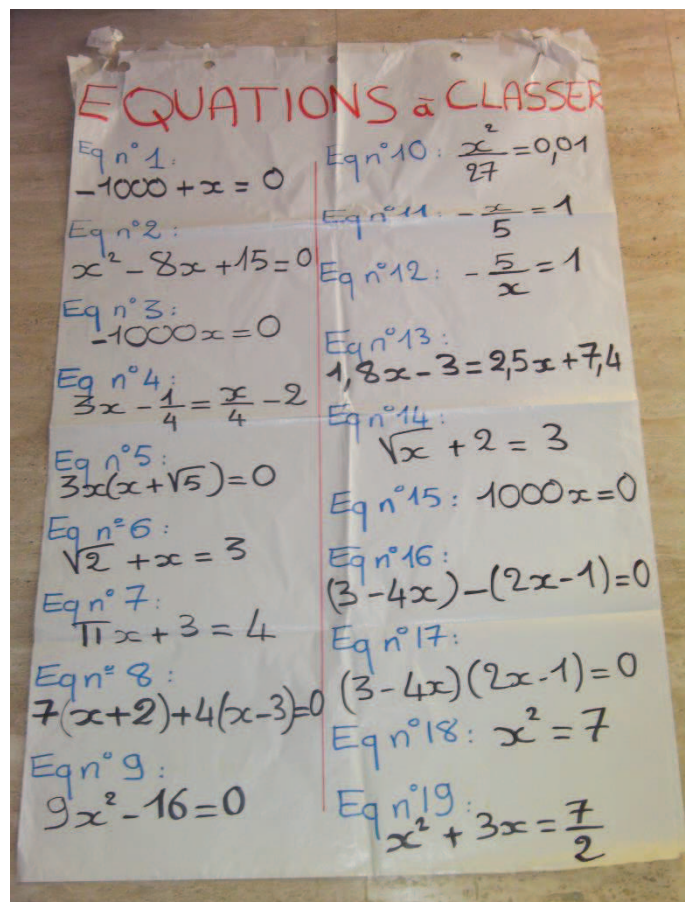 EQUATIONS à CLASSER
Eq n°1:
-1000 + x = 0
Eq n°2:
x² - 8x + 15 = 0
Eq n°3:
-1000x = 0
Eq n°4:
3x - 1/4 = x/4 - 2
Eq n°5:
3x(x + √5) = 0
Eq n°6:
√2 + x = 3
Eq n°7:
πx + 3 = 4
Eq n° 8:
7(x+2)+4(x-3)=0
Eq n°9:
9x² - 16 = 0
Eq n°10: x²/27 = 0,01
Eq n°11: -x/5 = 1
Eq n°12: -5/x = 1
Eq n°13:
1,8x - 3 = 2,5x + 7,4
Eq n°14:
√x + 2 = 3
Eq n°15: 1000x = 0
Eq n°16:
(3 - 4x) - (2x - 1) = 0
Eq n°17:
(3 - 4x)(2x - 1) = 0
Eq n°18: x² = 7
Eq n°19:
x² + 3x = 7/2